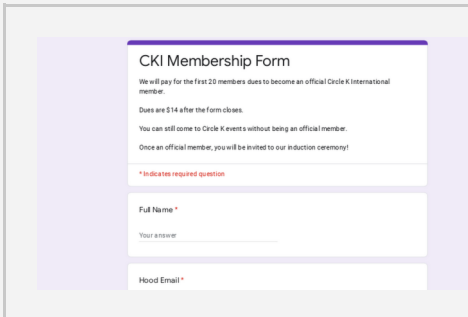 CKI Membership Form
We will pay for the first 20 members dues to become an official Circle K International
member.
Dues are $14 after the form closes.
You can still come to Circle K events without being an official member.
Once an official member, you will be invited to our induction ceremony!
* Indicates required question
Full Name *
Your answer
Hood Email *